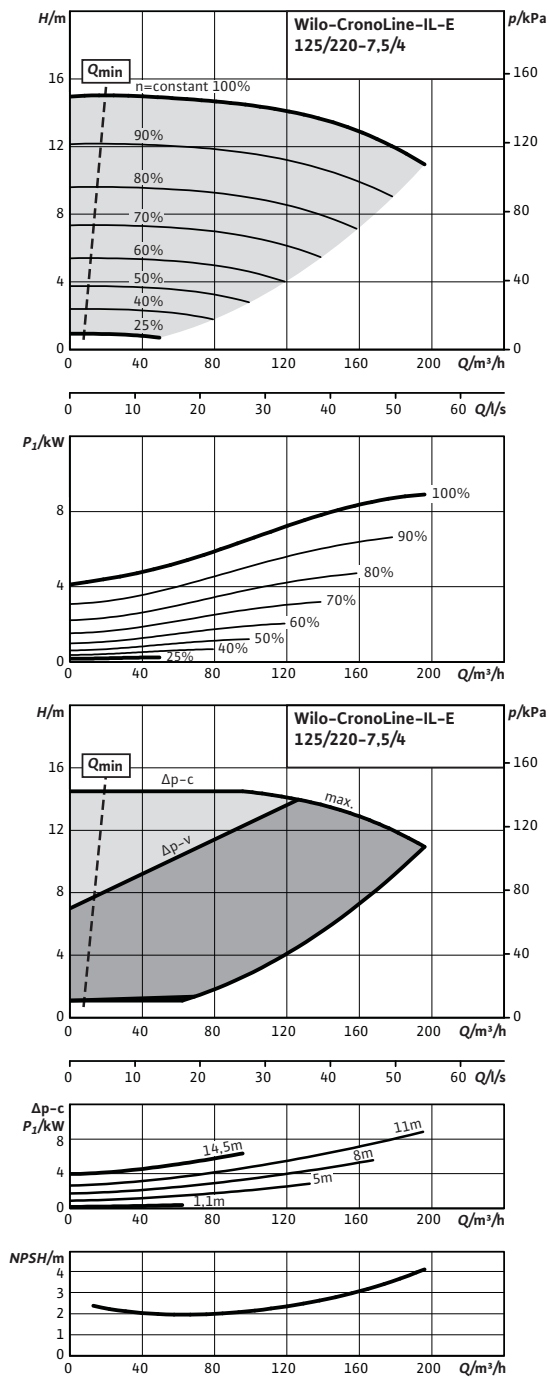 H/m
Wilo-CronoLine-IL-E
125/220-7,5/4
p/kPa
Qmin
n=constant 100%
16
160
90%
12
120
80%
8
80
70%
60%
50%
4
40
40%
25%
0
0
0 40 80 120 160 200 Q/m³/h
0 10 20 30 40 50 60 Q/l/s
P1/kW
8
100%
90%
80%
4
70%
60%
50%
40%
25%
0
0 40 80 120 160 200 Q/m³/h
H/m
Wilo-CronoLine-IL-E
125/220-7,5/4
p/kPa
Qmin
16
160
Δp-c
max.
12
120
Δp-v
8
80
4
40
0
0
0 40 80 120 160 200 Q/m³/h
0 10 20 30 40 50 60 Q/l/s
Δp-c
P1/kW
8
14,5m
11m
8m
4
5m
1,1m
0
0 40 80 120 160 200 Q/m³/h
NPSH/m
4
3
2
1
0
0 40 80 120 160 200 Q/m³/h